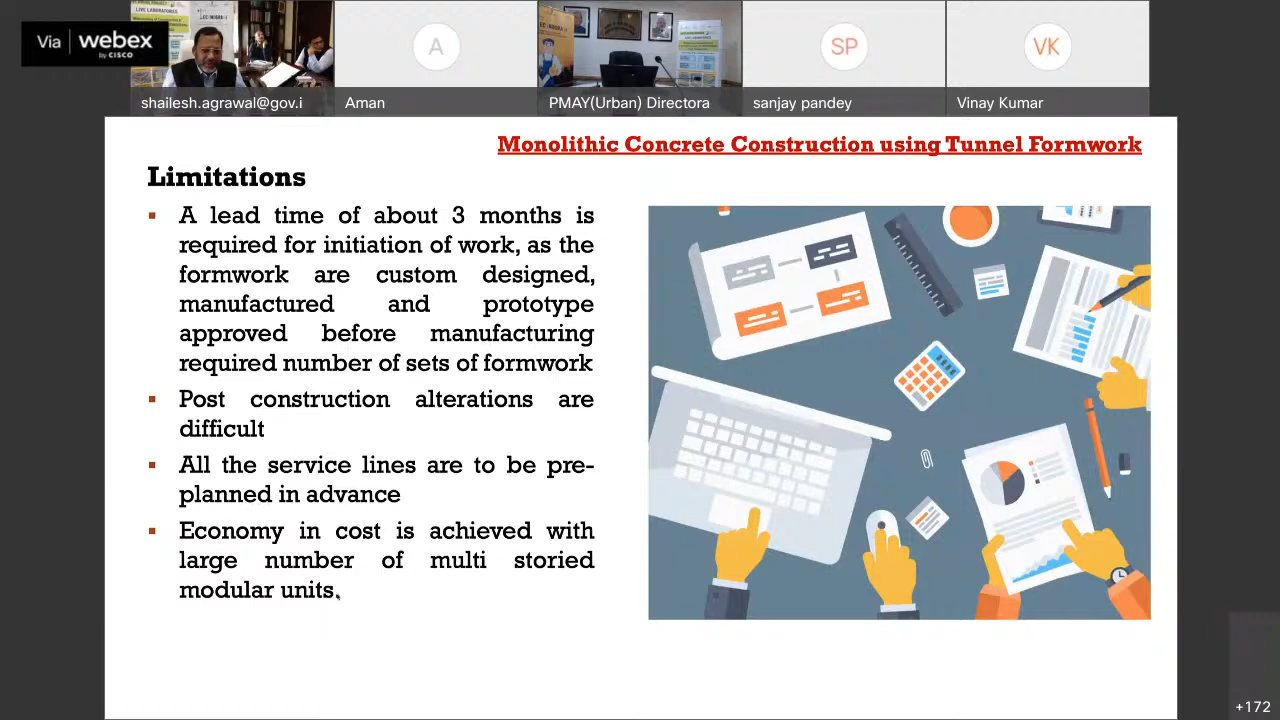 Via webex
by CISCO
LIVE LABORATORIES
shailesh.agrawal@gov.i
A
Aman
PMAY(Urban) Directora
SP
sanjay pandey
VK
Vinay Kumar
Monolithic Concrete Construction using Tunnel Formwork
Limitations
▪ A lead time of about 3 months is
required for initiation of work, as the
formwork are custom designed,
manufactured and prototype
approved before manufacturing
required number of sets of formwork
▪ Post construction alterations are
difficult
▪ All the service lines are to be pre-
planned in advance
▪ Economy in cost is achieved with
large number of multi storied
modular units.
+172